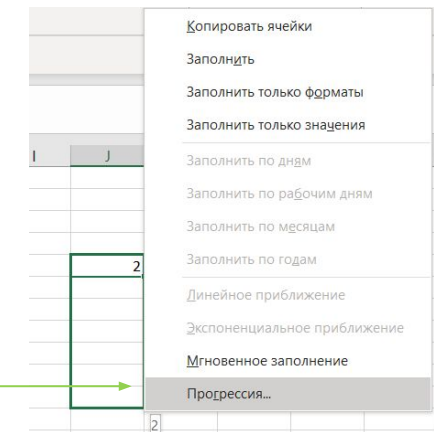 Копировать ячейки
Заполнить
Заполнить только форматы
Заполнить только значения
I J
Заполнить по дням
Заполнить по рабочим дням
Заполнить по месяцам
Заполнить по годам
2
Линейное приближение
Экспоненциальное приближение
Мгновенное заполнение
Прогрессия...
2